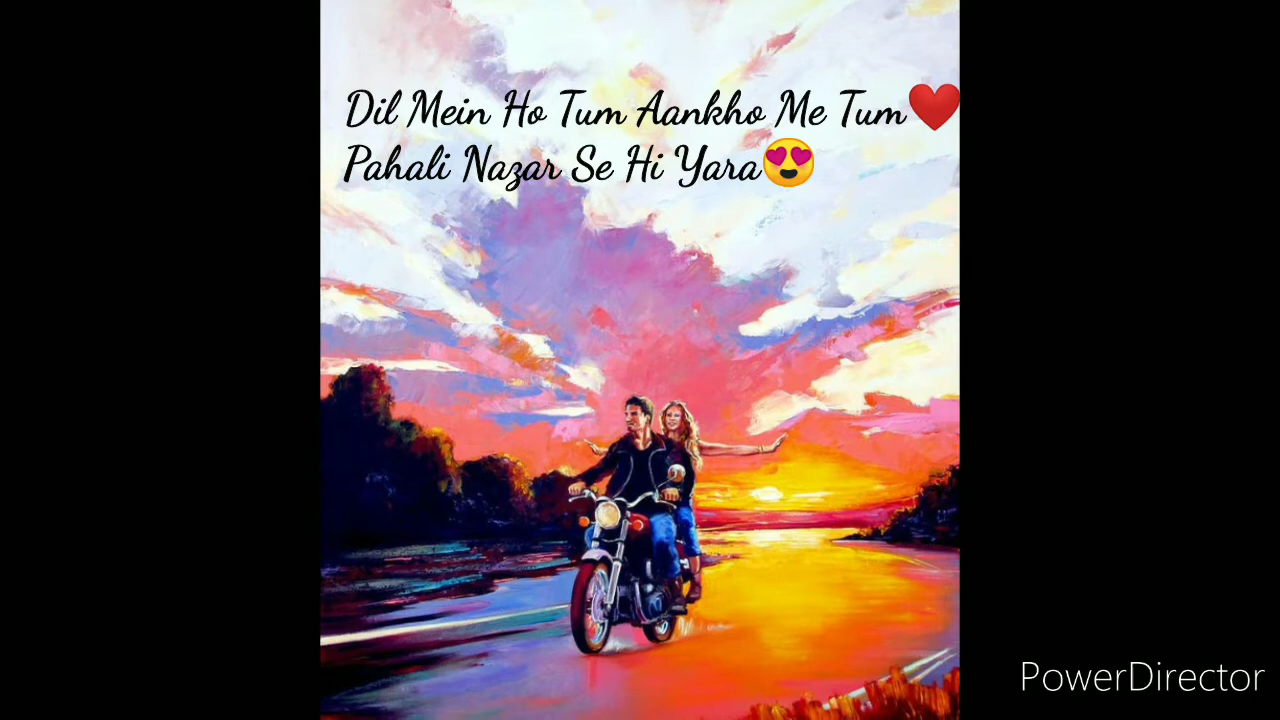 Dil Mein Ho Tum Aankho Me Tum❤️
Pahali Nazar Se Hi Yara😍
PowerDirector